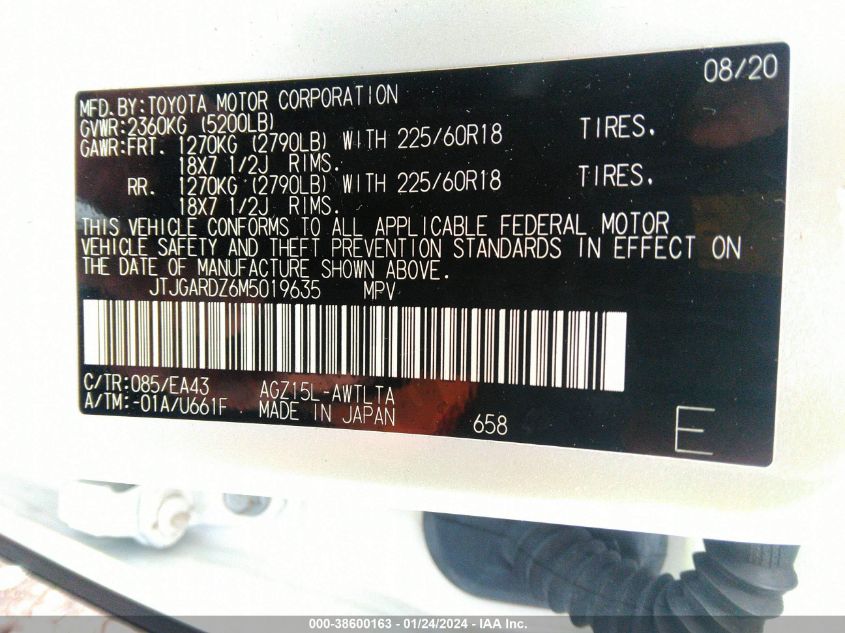 08/20
MFD.BY:TOYOTA MOTOR CORPORATION
GVWR:2360KG (5200LB)
GAWR:FRT. 1270KG (2790LB) WITH 225/60R18 TIRES.
18X7 1/2J RIMS.
RR. 1270KG (2790LB) WITH 225/60R18 TIRES.
18X7 1/2J RIMS.
THIS VEHICLE CONFORMS TO ALL APPLICABLE FEDERAL MOTOR
VEHICLE SAFETY AND THEFT PREVENTION STANDARDS IN EFFECT ON
THE DATE OF MANUFACTURE SHOWN ABOVE.
JTJGARDZ6M5019635 MPV
C/TR:085/EA43 AGZ15L-AWTLTA
A/TM:-01A/U661F MADE IN JAPAN
658
E
000-38600163 - 01/24/2024 - IAA Inc.